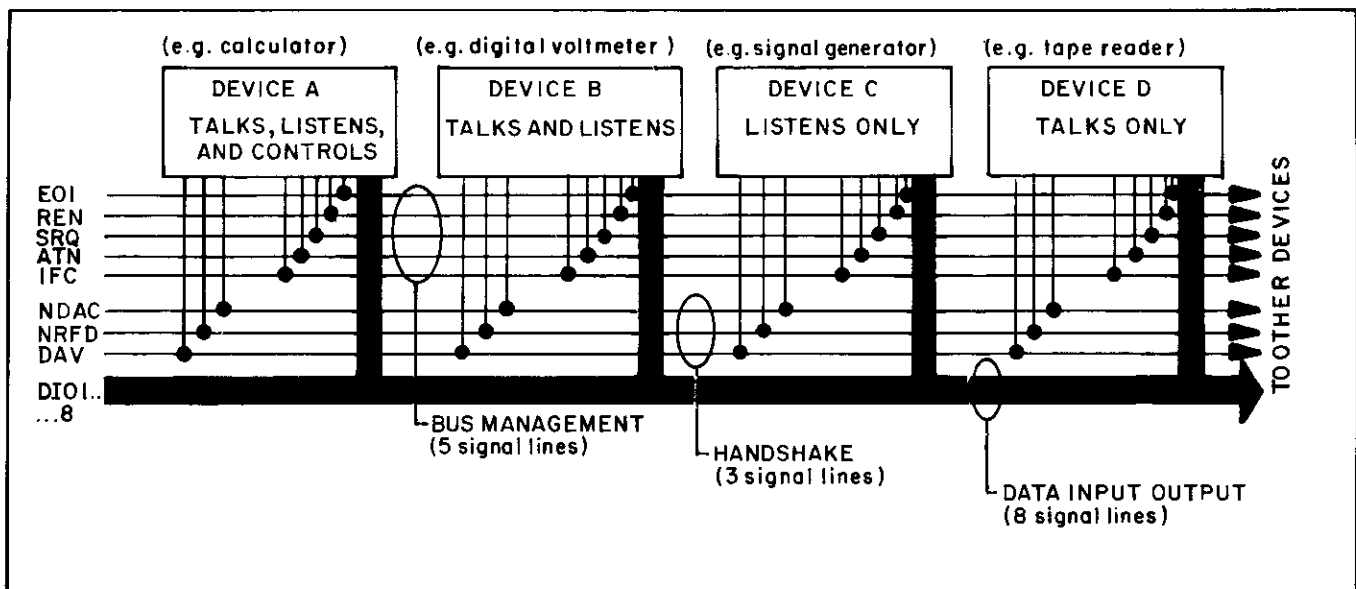 (e.g. calculator)
(e.g. digital voltmeter)
(e.g. signal generator)
(e.g. tape reader)
DEVICE A
TALKS, LISTENS,
AND CONTROLS
DEVICE B
TALKS AND LISTENS
DEVICE C
LISTENS ONLY
DEVICE D
TALKS ONLY
EOI
REN
SRQ
ATN
IFC
NDAC
NRFD
DAV
DIO1..
...8
TO OTHER DEVICES
BUS MANAGEMENT
(5 signal lines)
HANDSHAKE
(3 signal lines)
DATA INPUT OUTPUT
(8 signal lines)